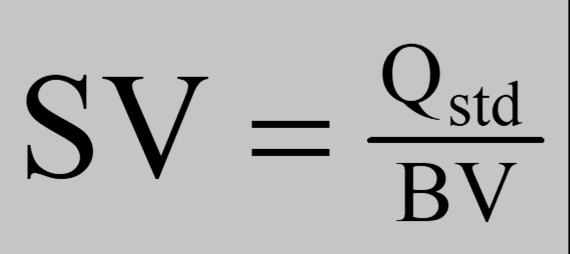 SV = Q_std / BV